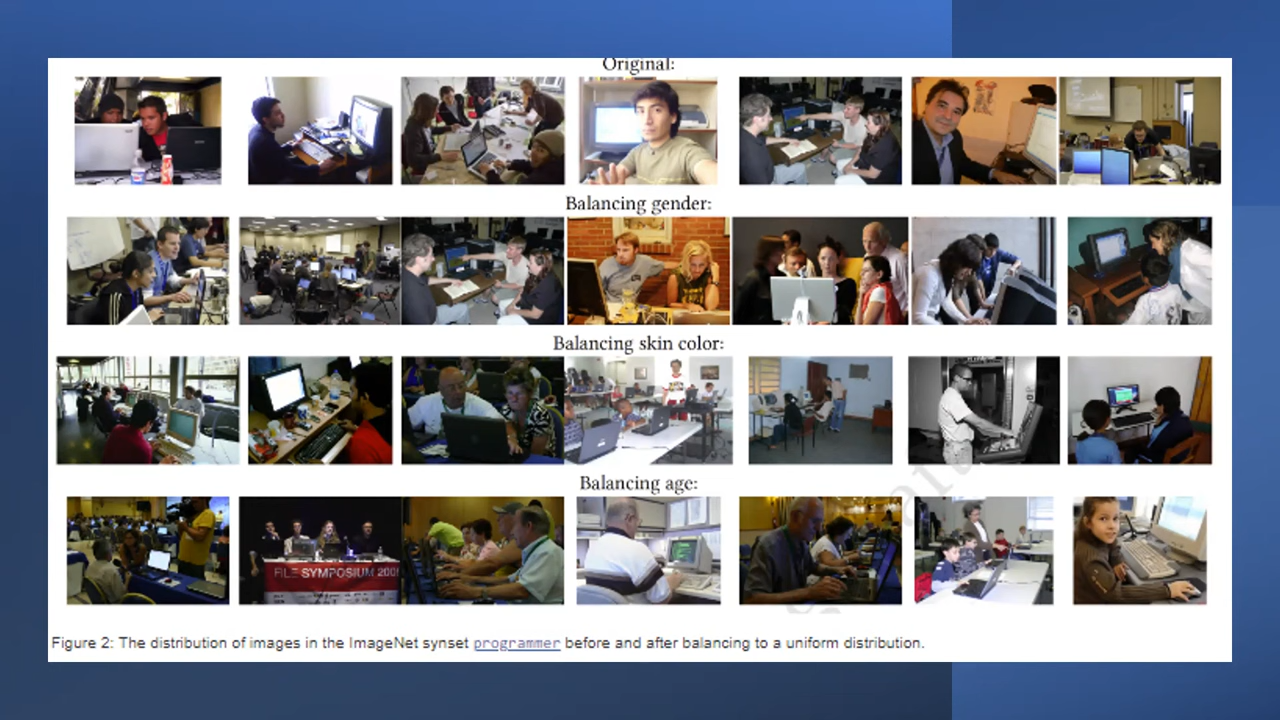 Original:
Balancing gender:
Balancing skin color:
Balancing age:
FILE SYMPOSIUM
Figure 2: The distribution of images in the ImageNet synset programmer before and after balancing to a uniform distribution.